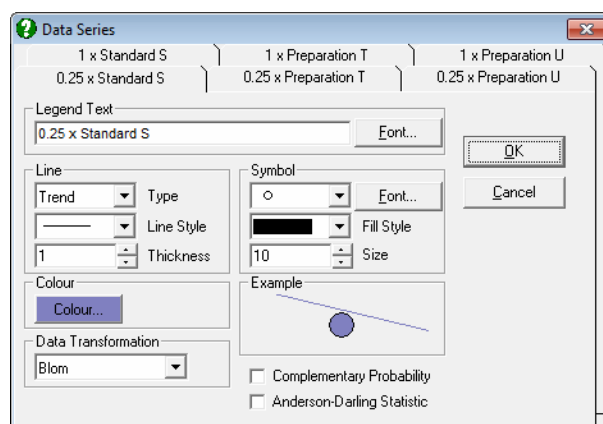 Data Series
1 x Standard S
1 x Preparation T
1 x Preparation U
0.25 x Standard S
0.25 x Preparation T
0.25 x Preparation U
Legend Text
0.25 x Standard S
Font...
OK
Cancel
Line
Trend
Type
Line Style
1
Thickness
Symbol
Font...
Fill Style
10
Size
Colour
Colour...
Example
Data Transformation
Blom
Complementary Probability
Anderson-Darling Statistic